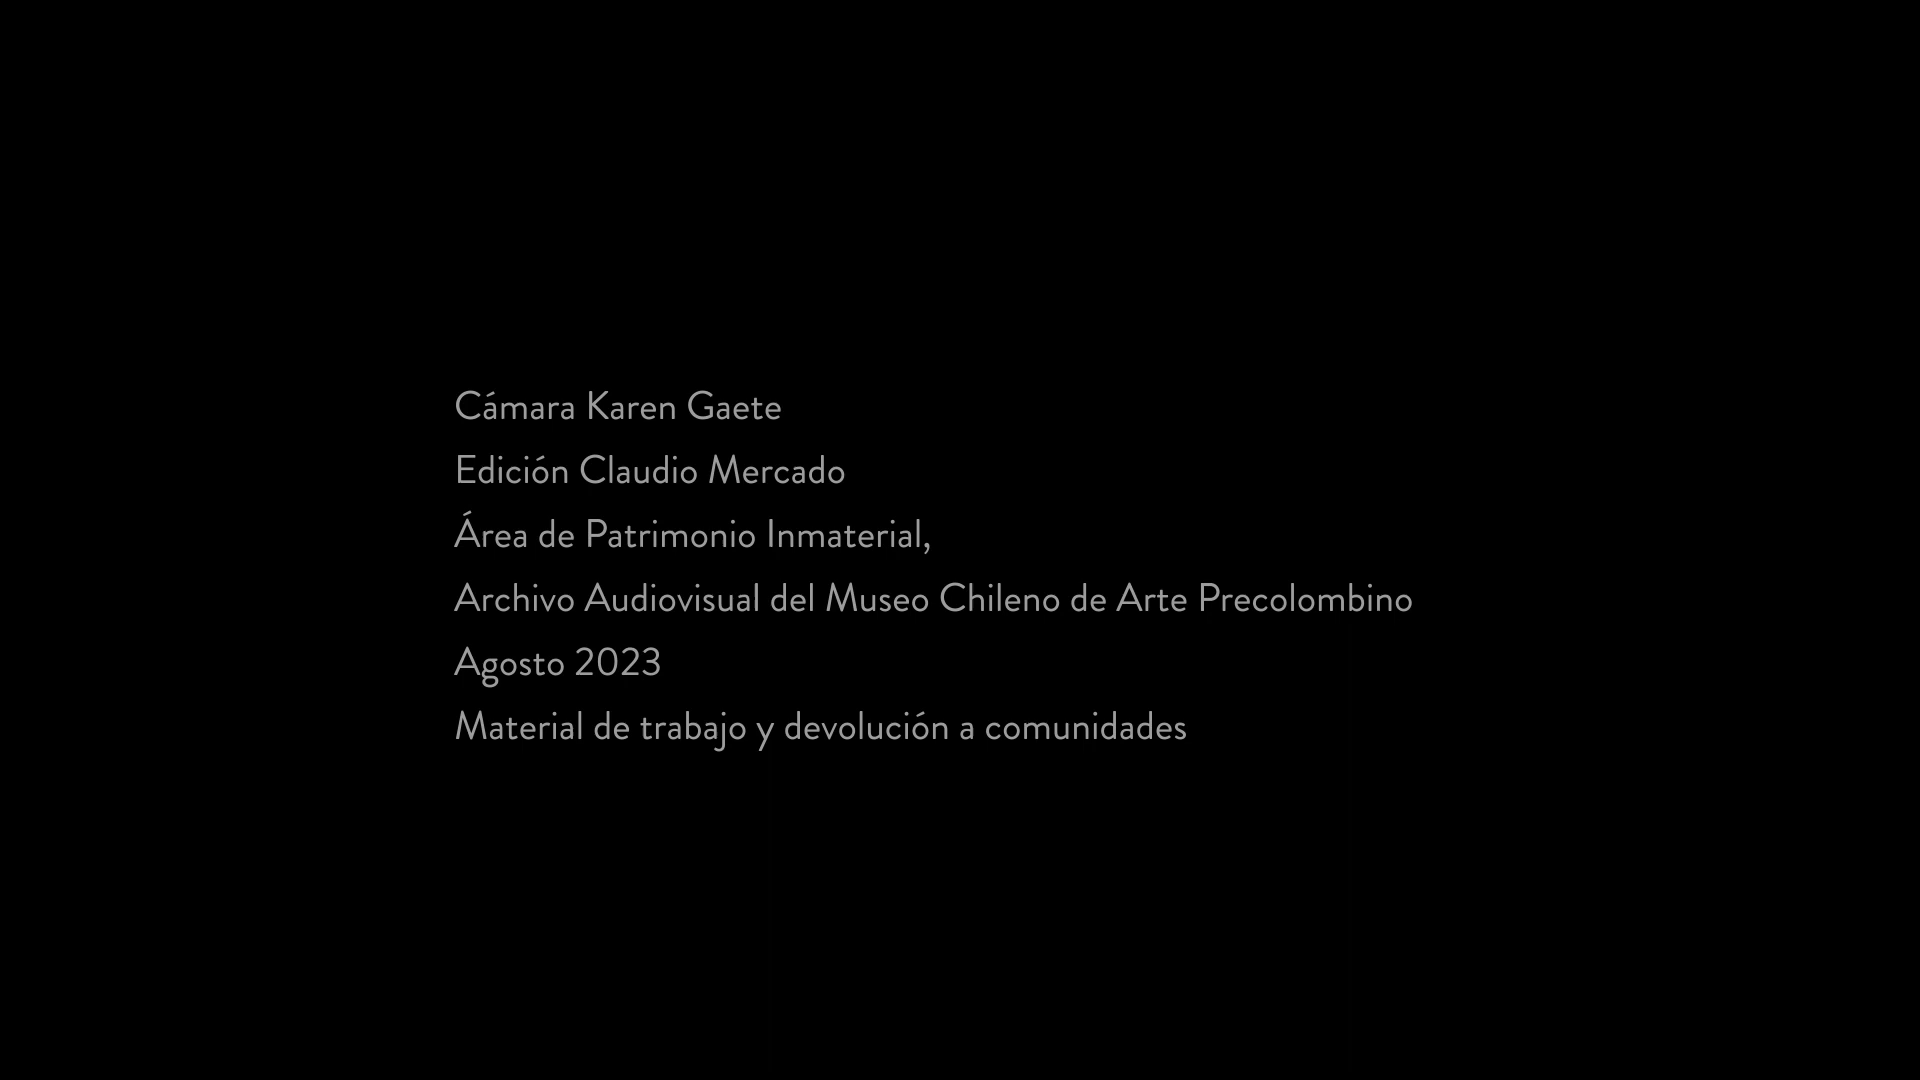 Cámara Karen Gaete
Edición Claudio Mercado
Área de Patrimonio Inmaterial,
Archivo Audiovisual del Museo Chileno de Arte Precolombino
Agosto 2023
Material de trabajo y devolución a comunidades